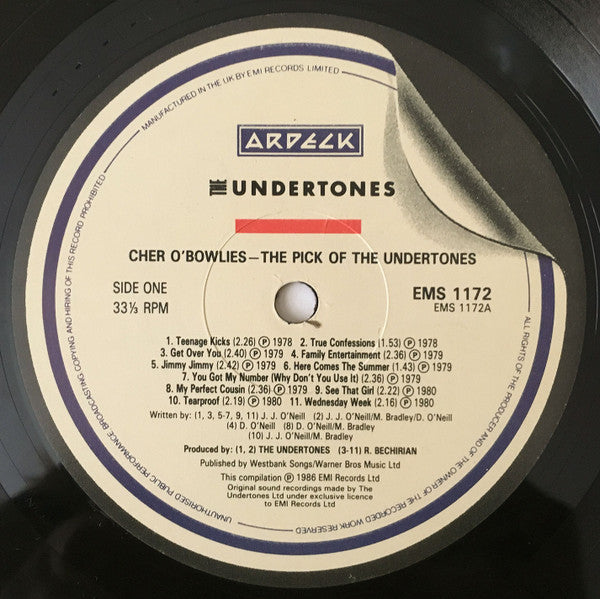 MANUFACTURED IN THE UK BY EMI RECORDS LIMITED
ARDECK
THE UNDERTONES
CHER O'BOWLIES—THE PICK OF THE UNDERTONES
SIDE ONE
33⅓ RPM
EMS 1172
EMS 1172A
1. Teenage Kicks (2.26) Ⓟ 1978 2. True Confessions (1.53) Ⓟ 1978
3. Get Over You (2.40) Ⓟ 1979 4. Family Entertainment (2.36) Ⓟ 1979
5. Jimmy Jimmy (2.42) Ⓟ 1979 6. Here Comes The Summer (1.43) Ⓟ 1979
7. You Got My Number (Why Don't You Use It) (2.36) Ⓟ 1979
8. My Perfect Cousin (2.36) Ⓟ 1979 9. See That Girl (2.22) Ⓟ 1980
10. Tearproof (2.19) Ⓟ 1980 11. Wednesday Week (2.16) Ⓟ 1980
Written by: (1, 3, 5-7, 9, 11) J. J. O'Neill (2) J. J. O'Neill/M. Bradley/D. O'Neill
(4) D. O'Neill (8) D. O'Neill/M. Bradley
(10) J. J. O'Neill/M. Bradley
Produced by: (1, 2) THE UNDERTONES (3-11) R. BECHIRIAN
Published by Westbank Songs/Warner Bros Music Ltd
This compilation Ⓟ 1986 EMI Records Ltd
Original sound recordings made by The
Undertones Ltd under exclusive licence
to EMI Records Ltd
ALL RIGHTS OF THE PRODUCER AND OF THE OWNER OF THE RECORDED WORK RESERVED
UNAUTHORISED PUBLIC PERFORMANCE BROADCASTING COPYING AND HIRING OF THIS RECORD PROHIBITED